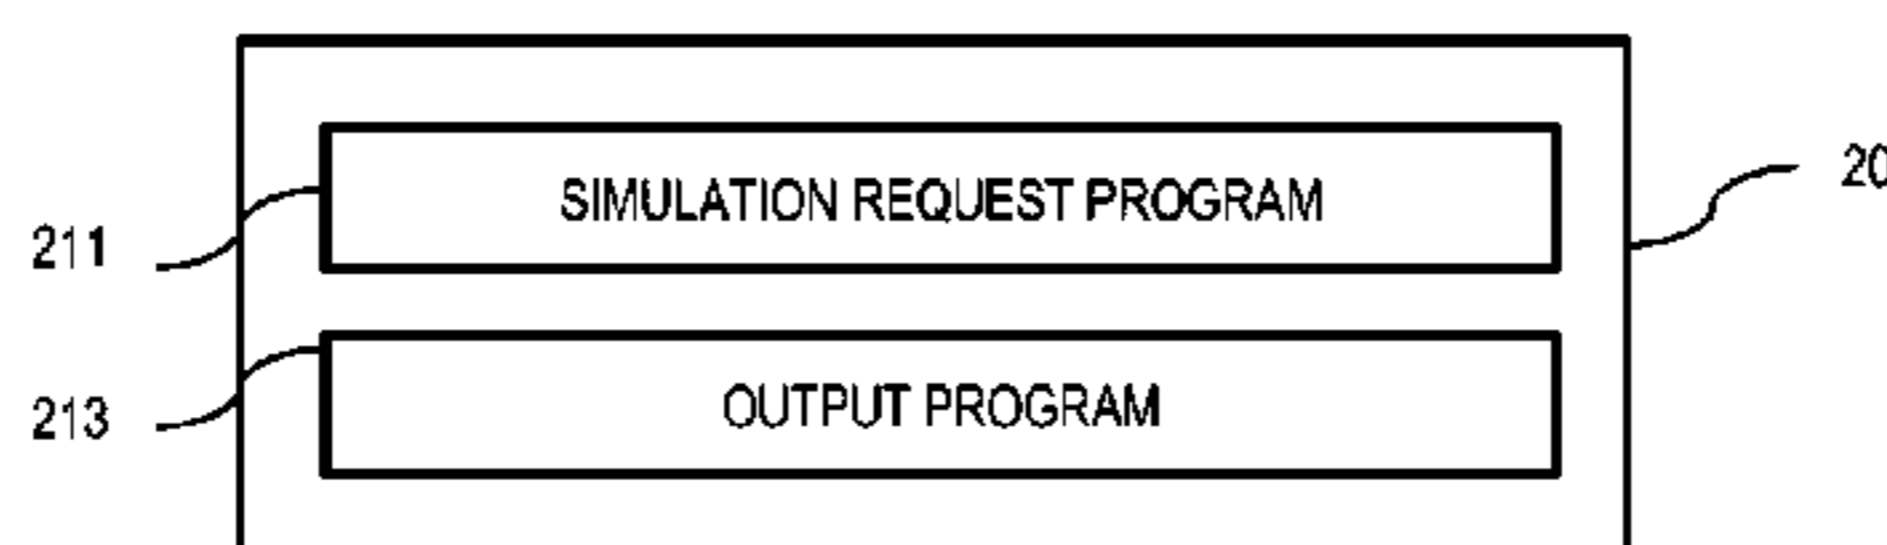 SIMULATION REQUEST PROGRAM
211
OUTPUT PROGRAM
213